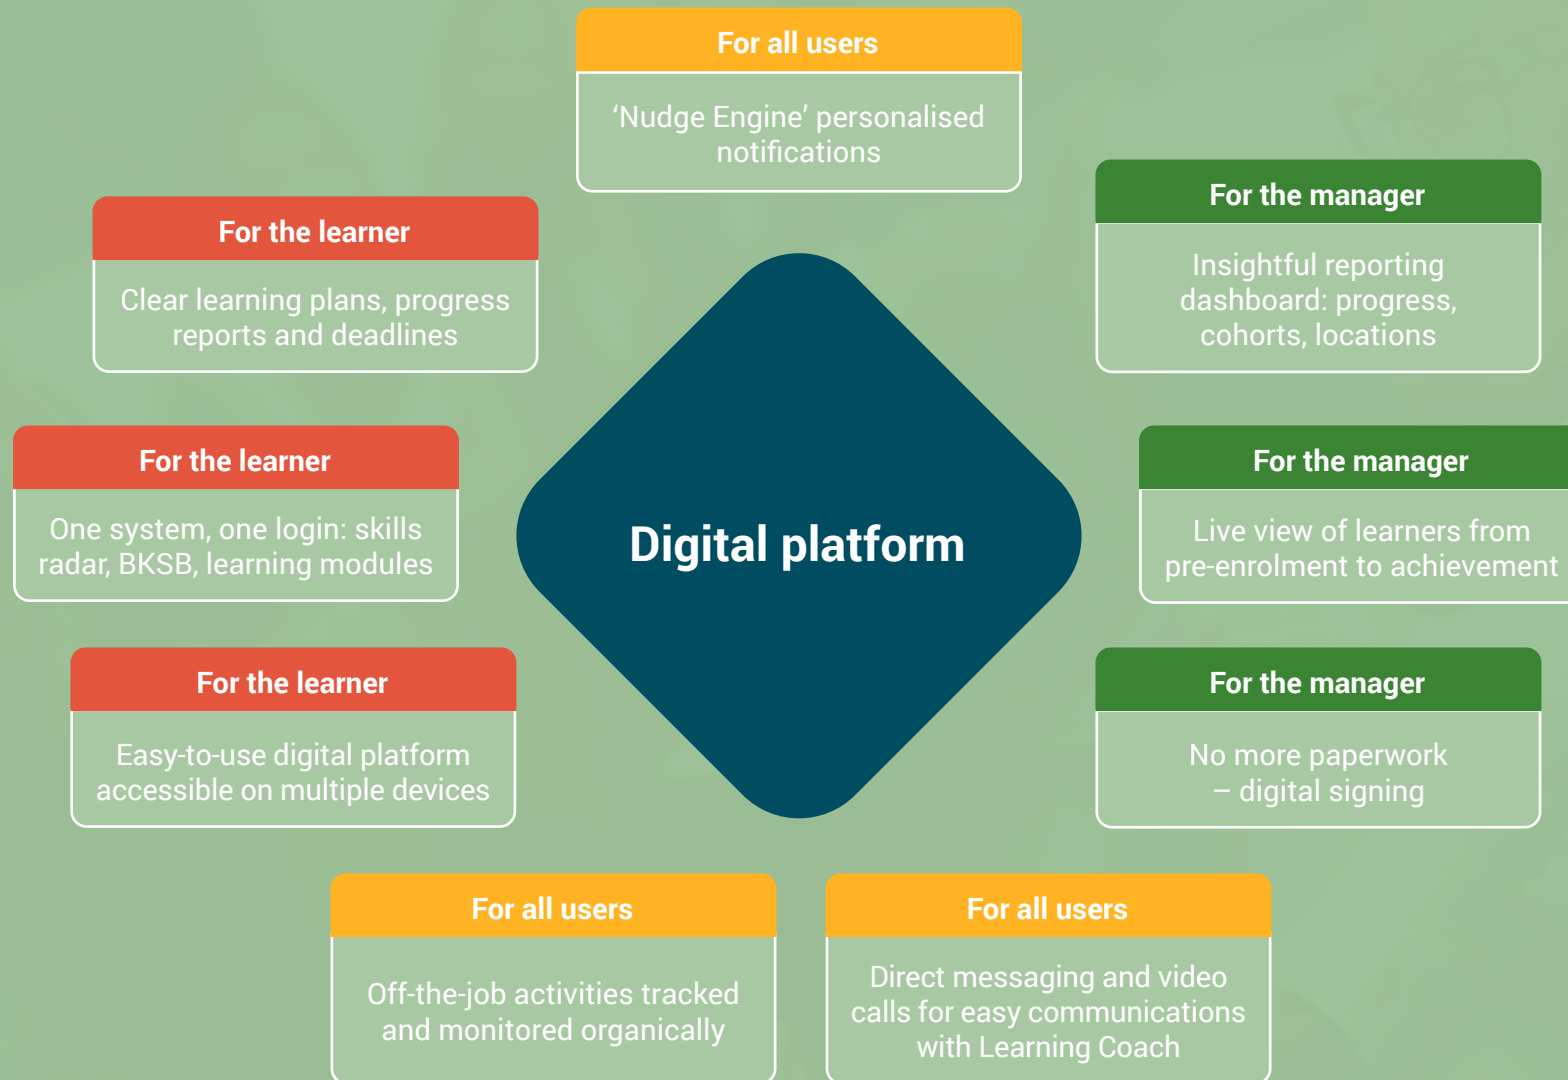 For all users
‘Nudge Engine’ personalised
notifications
For the learner
Clear learning plans, progress
reports and deadlines
For the manager
Insightful reporting
dashboard: progress,
cohorts, locations
For the learner
One system, one login: skills
radar, BKSB, learning modules
Digital platform
For the manager
Live view of learners from
pre-enrolment to achievement
For the learner
Easy-to-use digital platform
accessible on multiple devices
For the manager
No more paperwork
– digital signing
For all users
Off-the-job activities tracked
and monitored organically
For all users
Direct messaging and video
calls for easy communications
with Learning Coach